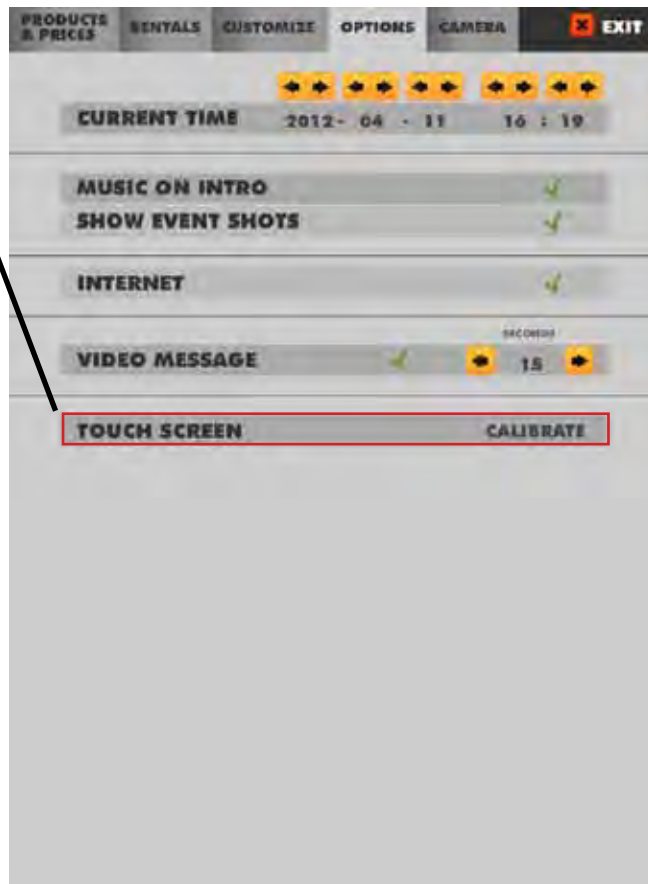 PRODUCTS & PRICES RENTALS CUSTOMIZE OPTIONS CAMERA X EXIT
CURRENT TIME 2012- 04 - 11 16 : 19
MUSIC ON INTRO
SHOW EVENT SHOTS
INTERNET
SECONDS
VIDEO MESSAGE 15
TOUCH SCREEN CALIBRATE